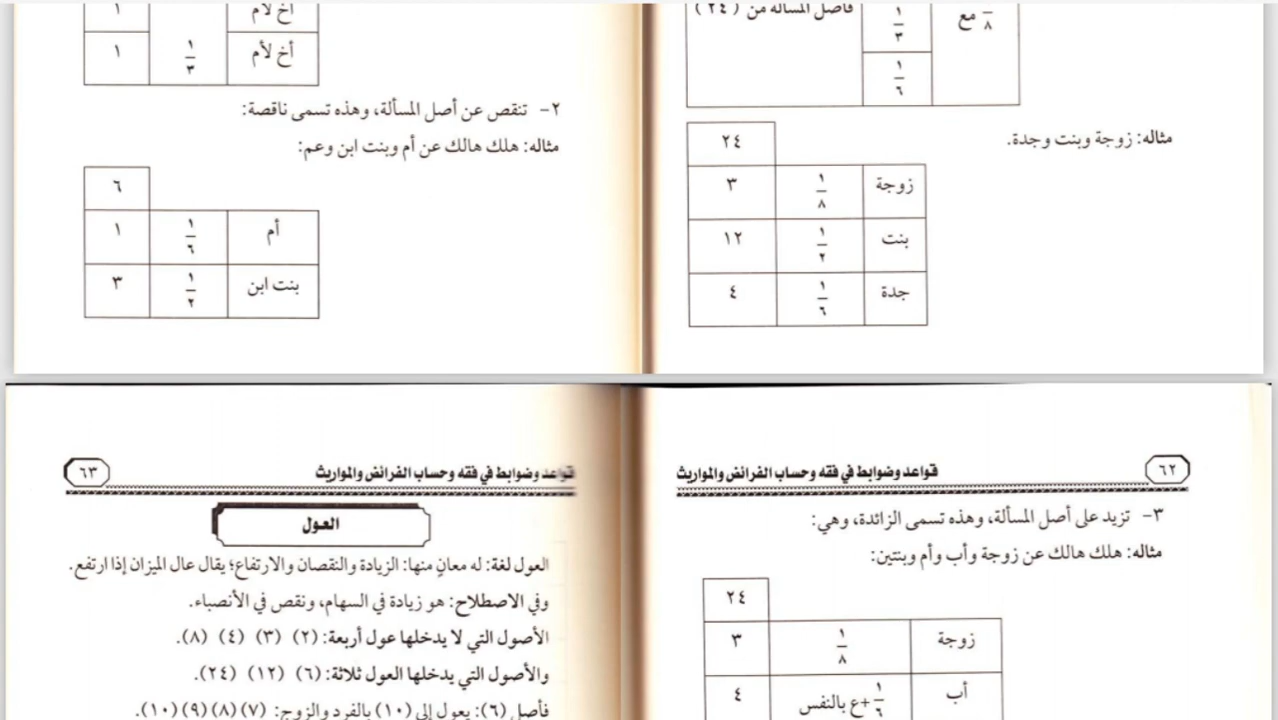 فأصل المسألة من (٢٤)
١/٣
٨ مع
١/٦
مثاله: زوجة وبنت وجدة.
٢٤
زوجة ١/٨ ٣
بنت ١/٢ ١٢
جدة ١/٦ ٤
أخ لأم ١
أخ لأم ١/٣ ١
٢- تنقص عن أصل المسألة، وهذه تسمى ناقصة:
مثاله: هلك هالك عن أم وبنت ابن وعم:
٦
أم ١/٦ ١
بنت ابن ١/٢ ٣
٦٢ قواعد وضوابط في فقه وحساب الفرائض والمواريث
٣- تزيد على أصل المسألة، وهذه تسمى الزائدة، وهي:
مثاله: هلك هالك عن زوجة وأب وأم وبنتين:
٢٤
زوجة ١/٨ ٣
أب ١/٦ +ع بالنفس ٤
قواعد وضوابط في فقه وحساب الفرائض والمواريث ٦٣
العول
العول لغة: له معانٍ منها: الزيادة والنقصان والارتفاع؛ يقال عال الميزان إذا ارتفع.
وفي الاصطلاح: هو زيادة في السهام، ونقص في الأنصباء.
الأصول التي لا يدخلها عول أربعة: (٢) (٣) (٤) (٨).
والأصول التي يدخلها العول ثلاثة: (٦) (١٢) (٢٤).
فأصل (٦): يعول إلى (١٠) بالفرد والزوج: (٧) (٨) (٩) (١٠).